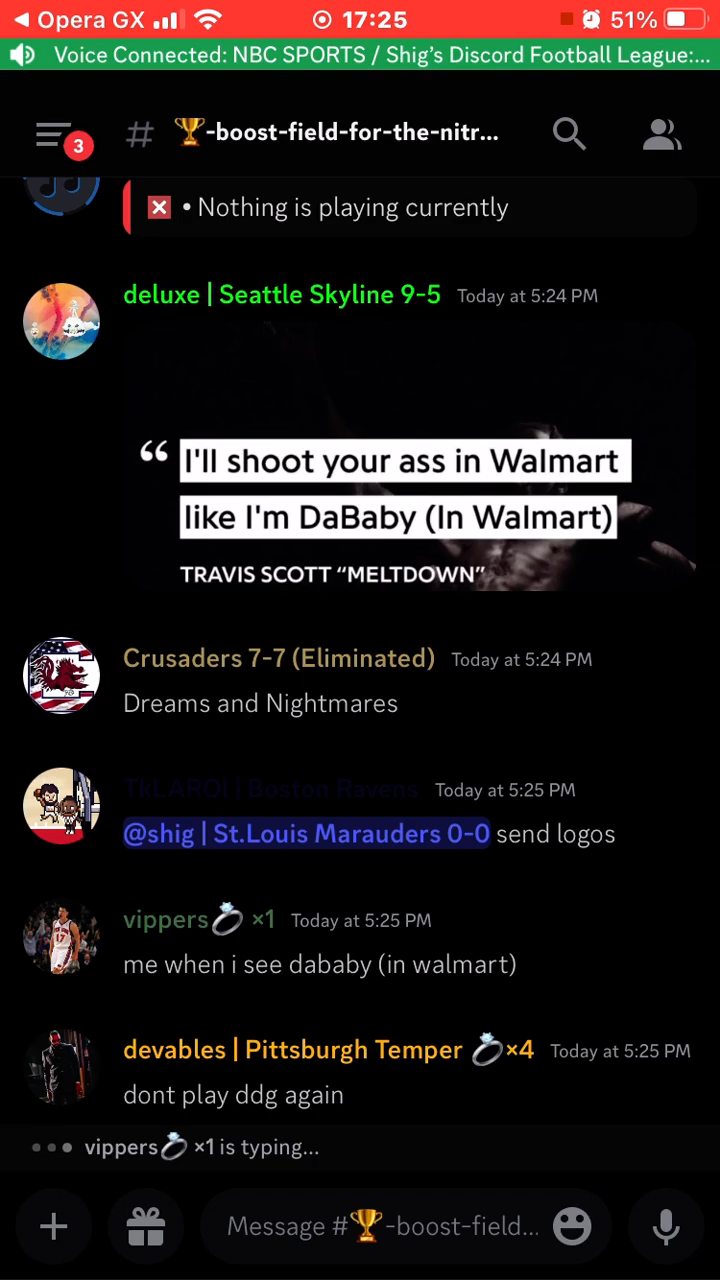 ◀ Opera GX 17:25 51%
Voice Connected: NBC SPORTS / Shig’s Discord Football League:...
3 # 🏆-boost-field-for-the-nitr...
❌ • Nothing is playing currently
deluxe | Seattle Skyline 9-5 Today at 5:24 PM
“ I'll shoot your ass in Walmart
like I'm DaBaby (In Walmart)
TRAVIS SCOTT “MELTDOWN”
Crusaders 7-7 (Eliminated) Today at 5:24 PM
Dreams and Nightmares
TkLAROI | Boston Ravens Today at 5:25 PM
@shig | St.Louis Marauders 0-0 send logos
vippers💍 ×1 Today at 5:25 PM
me when i see dababy (in walmart)
devables | Pittsburgh Temper 💍×4 Today at 5:25 PM
dont play ddg again
vippers💍 ×1 is typing...
Message #🏆-boost-field...